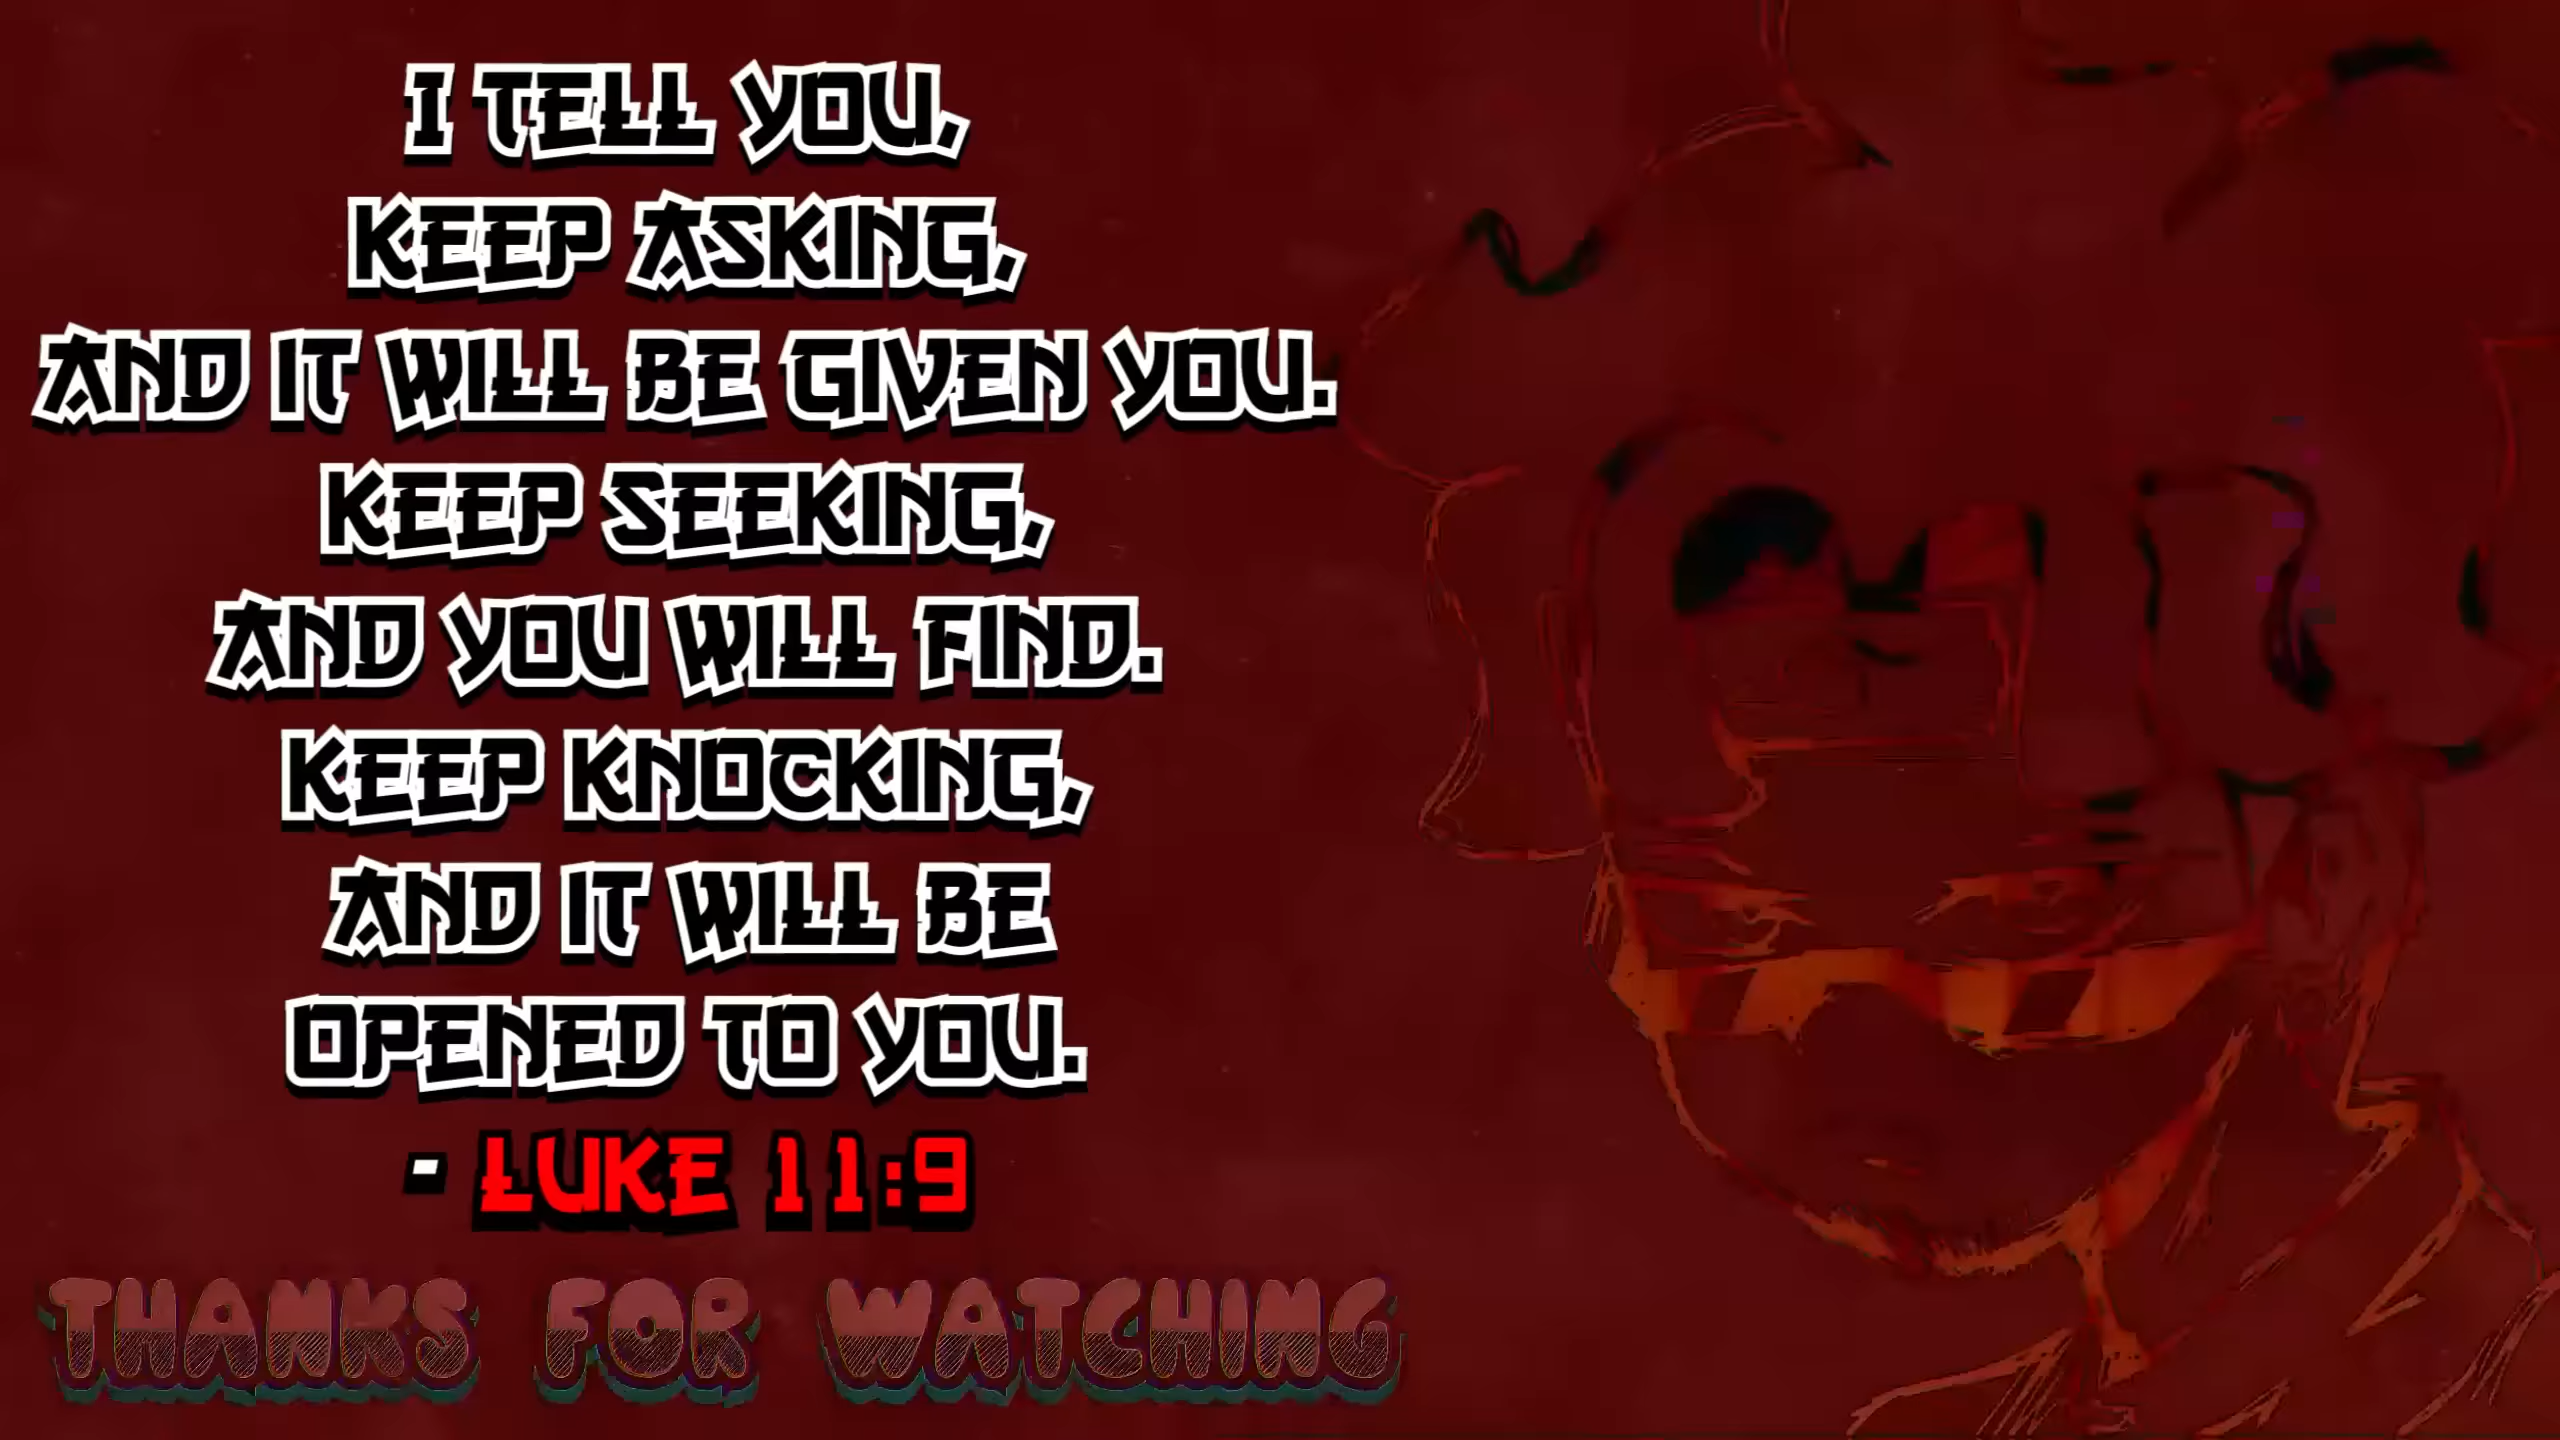 I TELL YOU,
KEEP ASKING,
AND IT WILL BE GIVEN YOU.
KEEP SEEKING,
AND YOU WILL FIND.
KEEP KNOCKING,
AND IT WILL BE
OPENED TO YOU.
- LUKE 11:9
THANKS FOR WATCHING